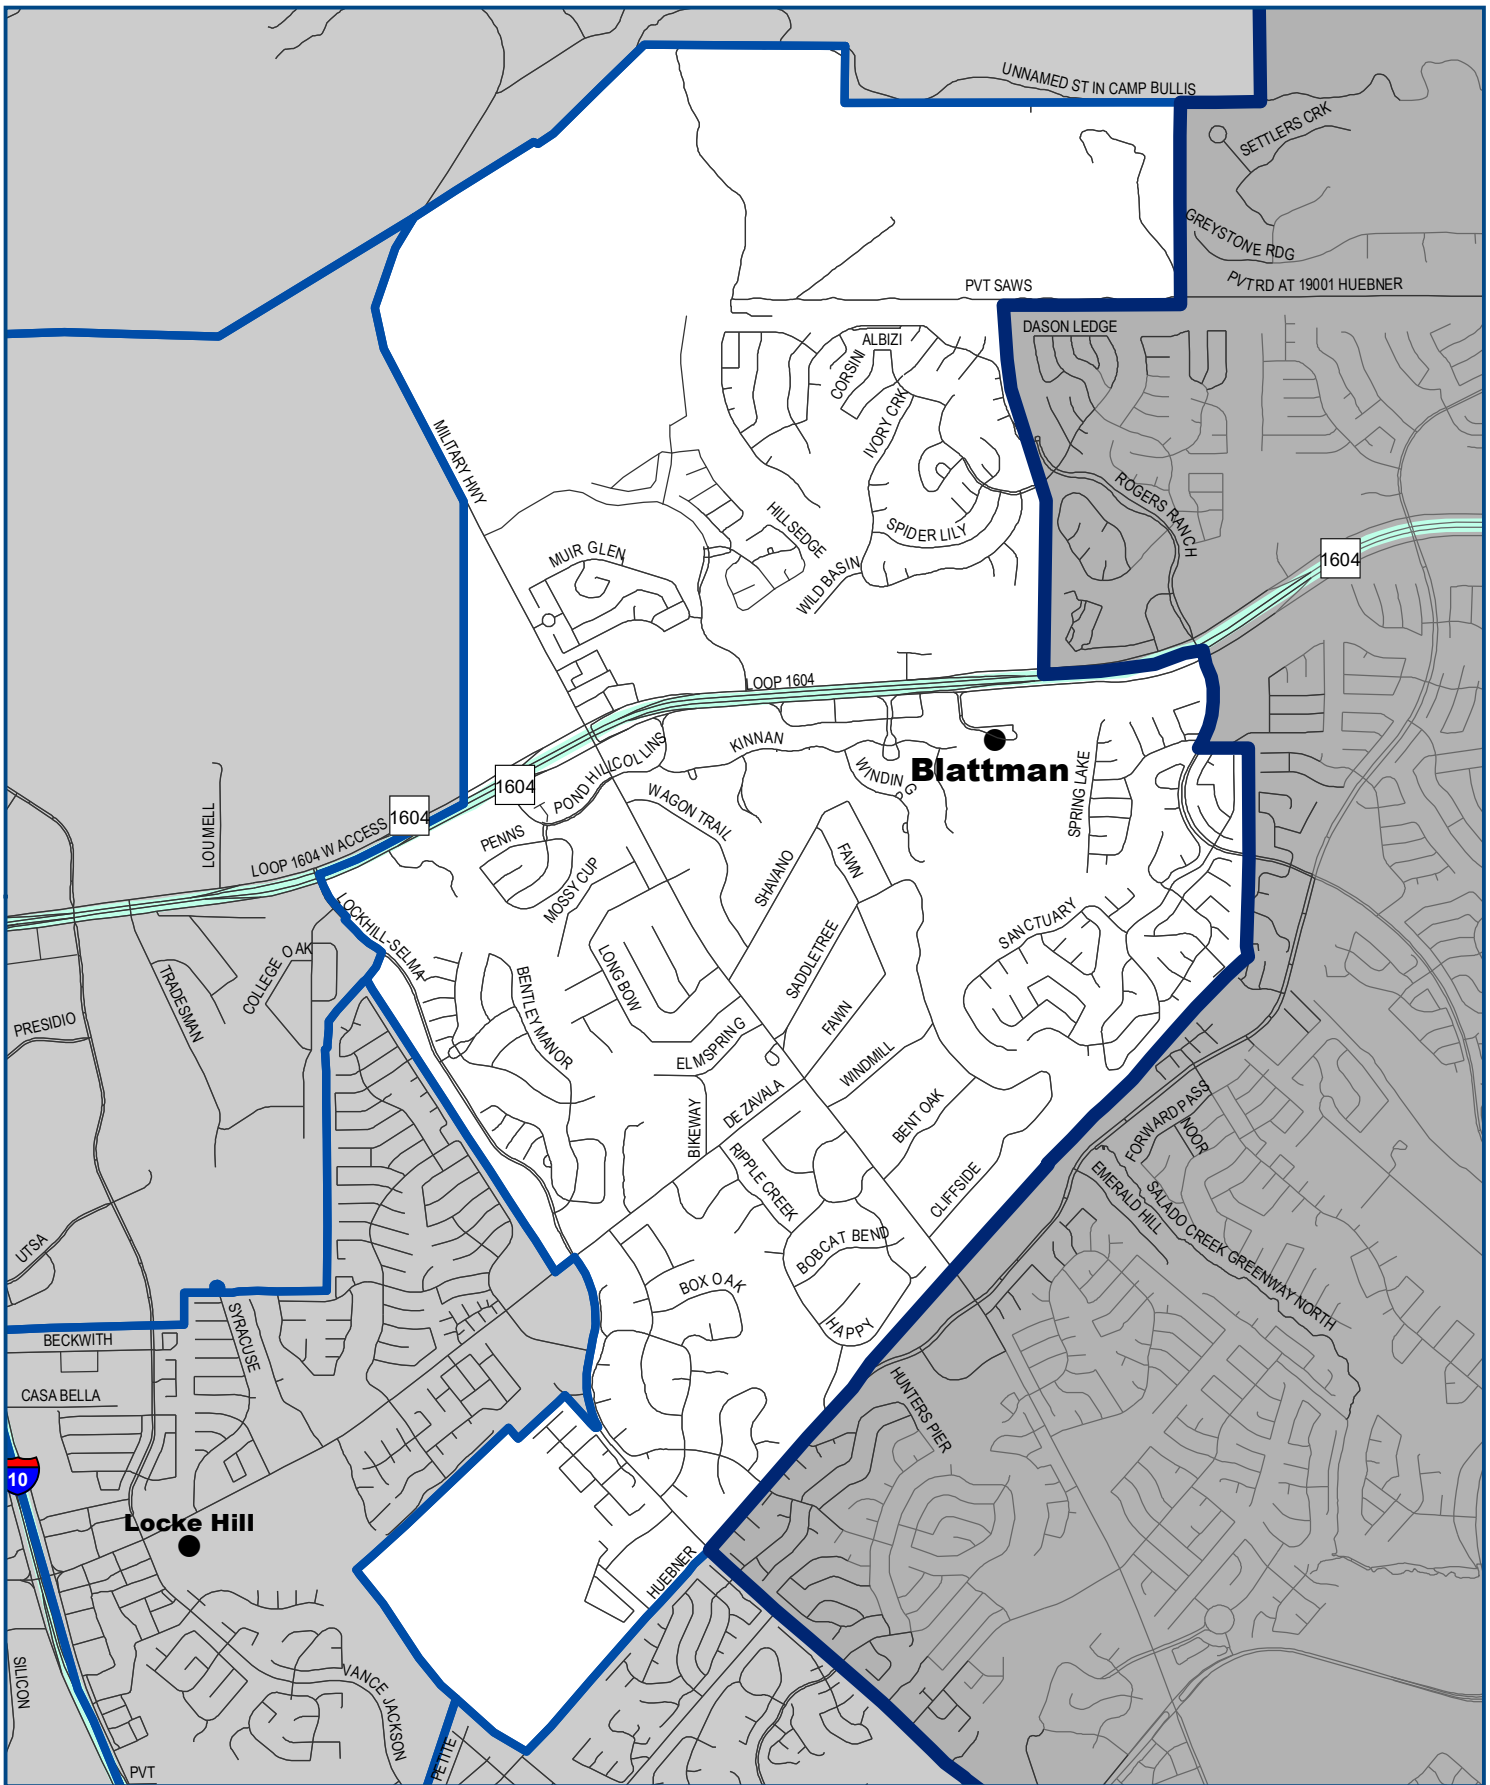 UNNAMED ST IN CAMP BULLIS
SETTLERS CRK
GREYSTONE RDG
PVT SAWS
PVT RD AT 19001 HUEBNER
DASON LEDGE
ALBIZI
CORSINI
IVORY CRK
MILITARY HWY
ROGERS RANCH
HILLSEDGE
SPIDER LILY
MUIR GLEN
WILD BASIN
1604
LOOP 1604
KINNAN
COLLINS
POND HILL
WINDING
Blattman
1604
1604
SPRING LAKE
WAGON TRAIL
LOU MELL
LOOP 1604 W ACCESS
PENNS
MOSSY CUP
SHAVANO
FAWN
LOCKHILL-SELMA
SANCTUARY
COLLEGE OAK
TRADESMAN
BENTLEY MANOR
LONG BOW
SADDLETREE
FAWN
PRESIDIO
ELM SPRING
WINDMILL
DE ZAVALA
BIKEWAY
BENT OAK
FORWARD PASS
NOOR
RIPPLE CREEK
CLIFFSIDE
EMERALD HILL
SALADO CREEK GREENWAY NORTH
UTSA
BOBCAT BEND
BOX OAK
HAPPY
SYRACUSE
BECKWITH
CASA BELLA
HUNTERS PIER
10
Locke Hill
HUEBNER
SILICON
VANCE JACKSON
PETITE
PVT